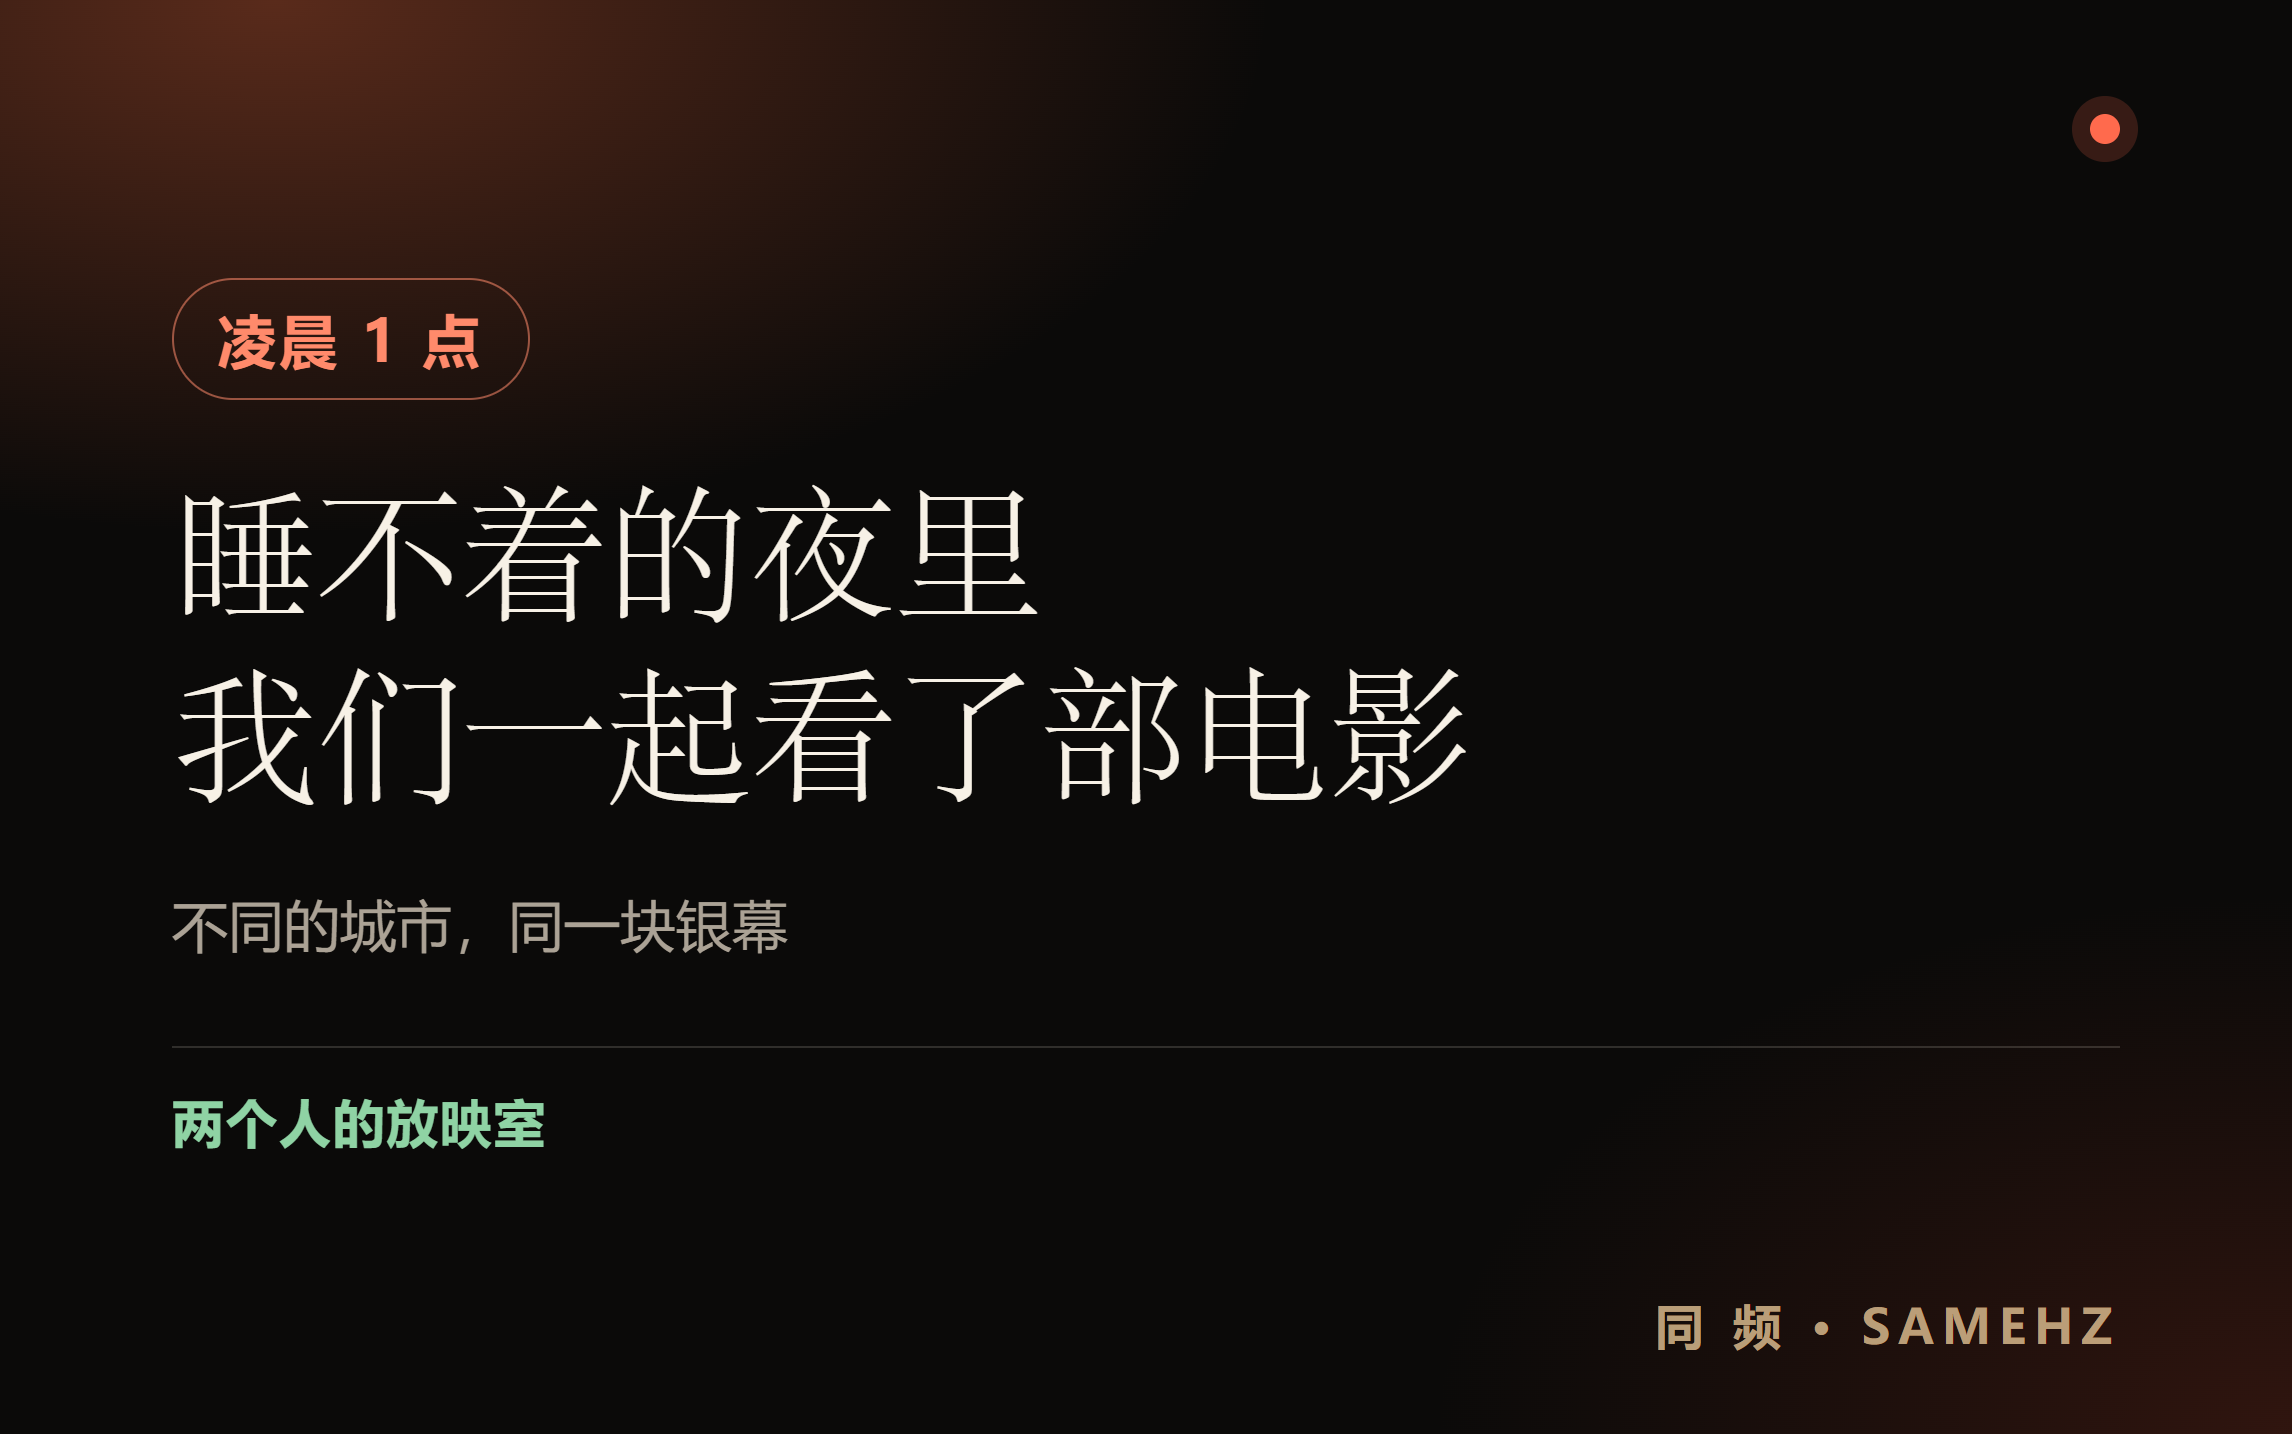 凌晨 1 点
睡不着的夜里
我们一起看了部电影
不同的城市，同一块银幕
两个人的放映室
同 频 • SAMEHZ